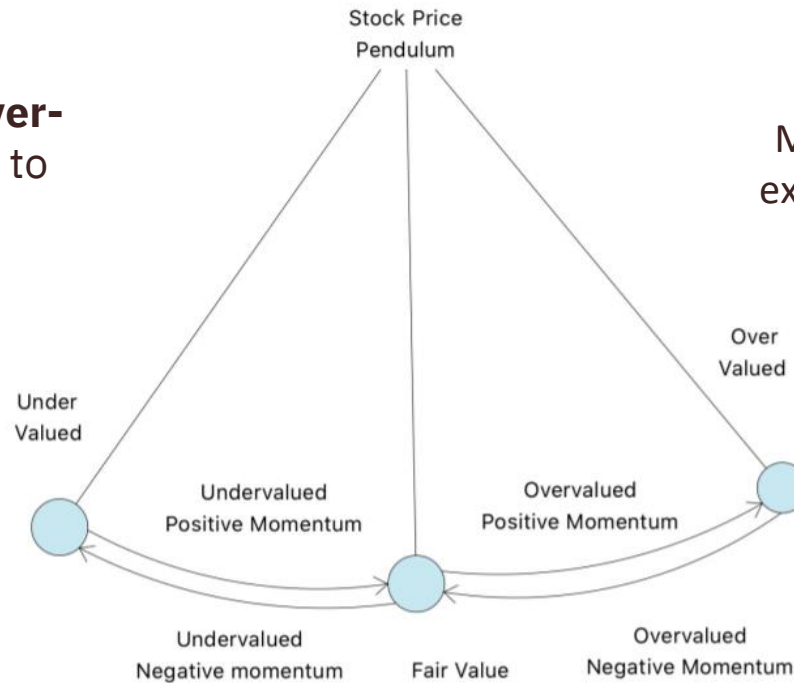 Stock Price
Pendulum
ver-
to
M
ex
Over
Valued
Under
Valued
Undervalued
Positive Momentum
Overvalued
Positive Momentum
Undervalued
Negative momentum
Fair Value
Overvalued
Negative Momentum